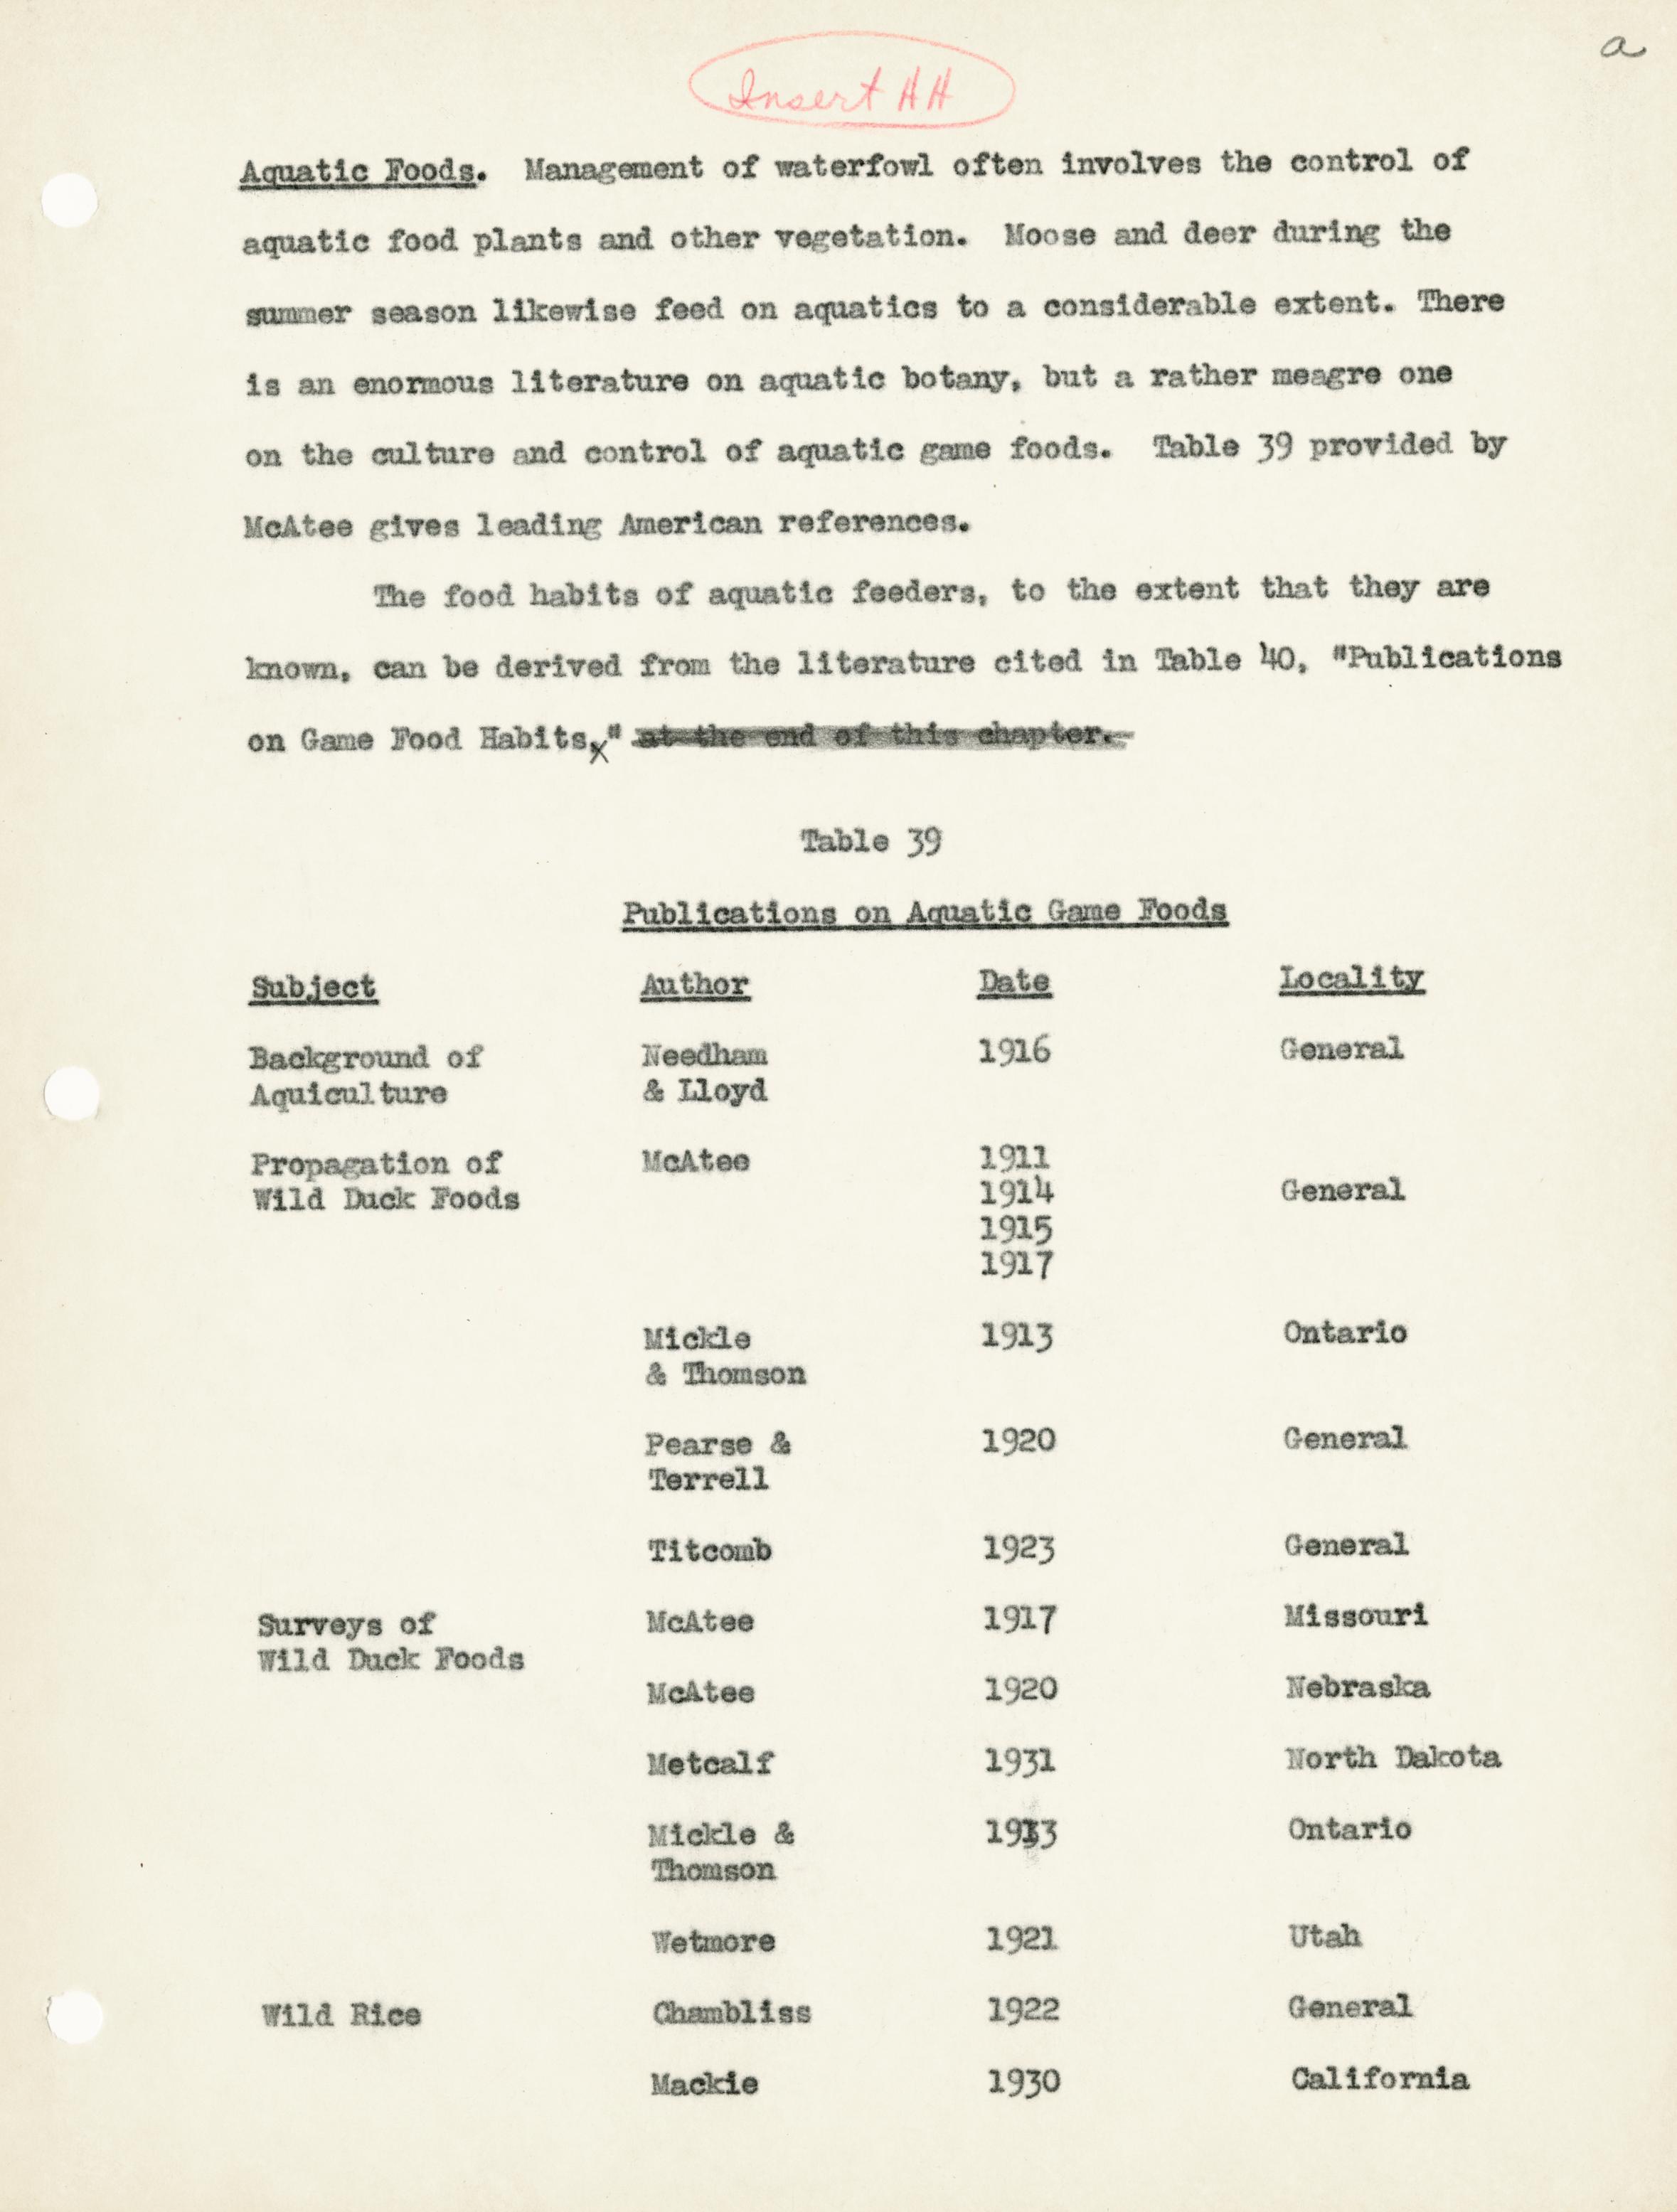 a
Insert HH
Aquatic Foods. Management of waterfowl often involves the control of
aquatic food plants and other vegetation. Moose and deer during the
summer season likewise feed on aquatics to a considerable extent. There
is an enormous literature on aquatic botany, but a rather meagre one
on the culture and control of aquatic game foods. Table 39 provided by
McAtee gives leading American references.
The food habits of aquatic feeders, to the extent that they are
known, can be derived from the literature cited in Table 40, "Publications
on Game Food Habits," at the end of this chapter.
Table 39
Publications on Aquatic Game Foods
Subject Author Date Locality
Background of Needham 1916 General
Aquiculture & Lloyd
Propagation of McAtee 1911
Wild Duck Foods 1914 General
1915
1917
Mickle 1913 Ontario
& Thomson
Pearse & 1920 General
Terrell
Titcomb 1923 General
Surveys of McAtee 1917 Missouri
Wild Duck Foods
McAtee 1920 Nebraska
Metcalf 1931 North Dakota
Mickle & 1913 Ontario
Thomson
Wetmore 1921 Utah
Wild Rice Chambliss 1922 General
Mackie 1930 California